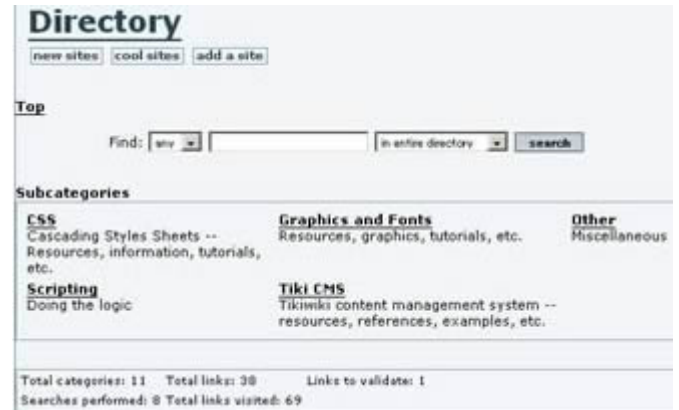 Directory
new sites cool sites add a site
Top
Find: any in entire directory search
Subcategories
CSS Graphics and Fonts Other
Cascading Styles Sheets -- Resources, graphics, tutorials, etc. Miscellaneous
Resources, information, tutorials,
etc.
Scripting Tiki CMS
Doing the logic Tikiwiki content management system --
resources, references, examples, etc.
Total categories: 11 Total links: 38 Links to validate: 1
Searches performed: 8 Total links visited: 69